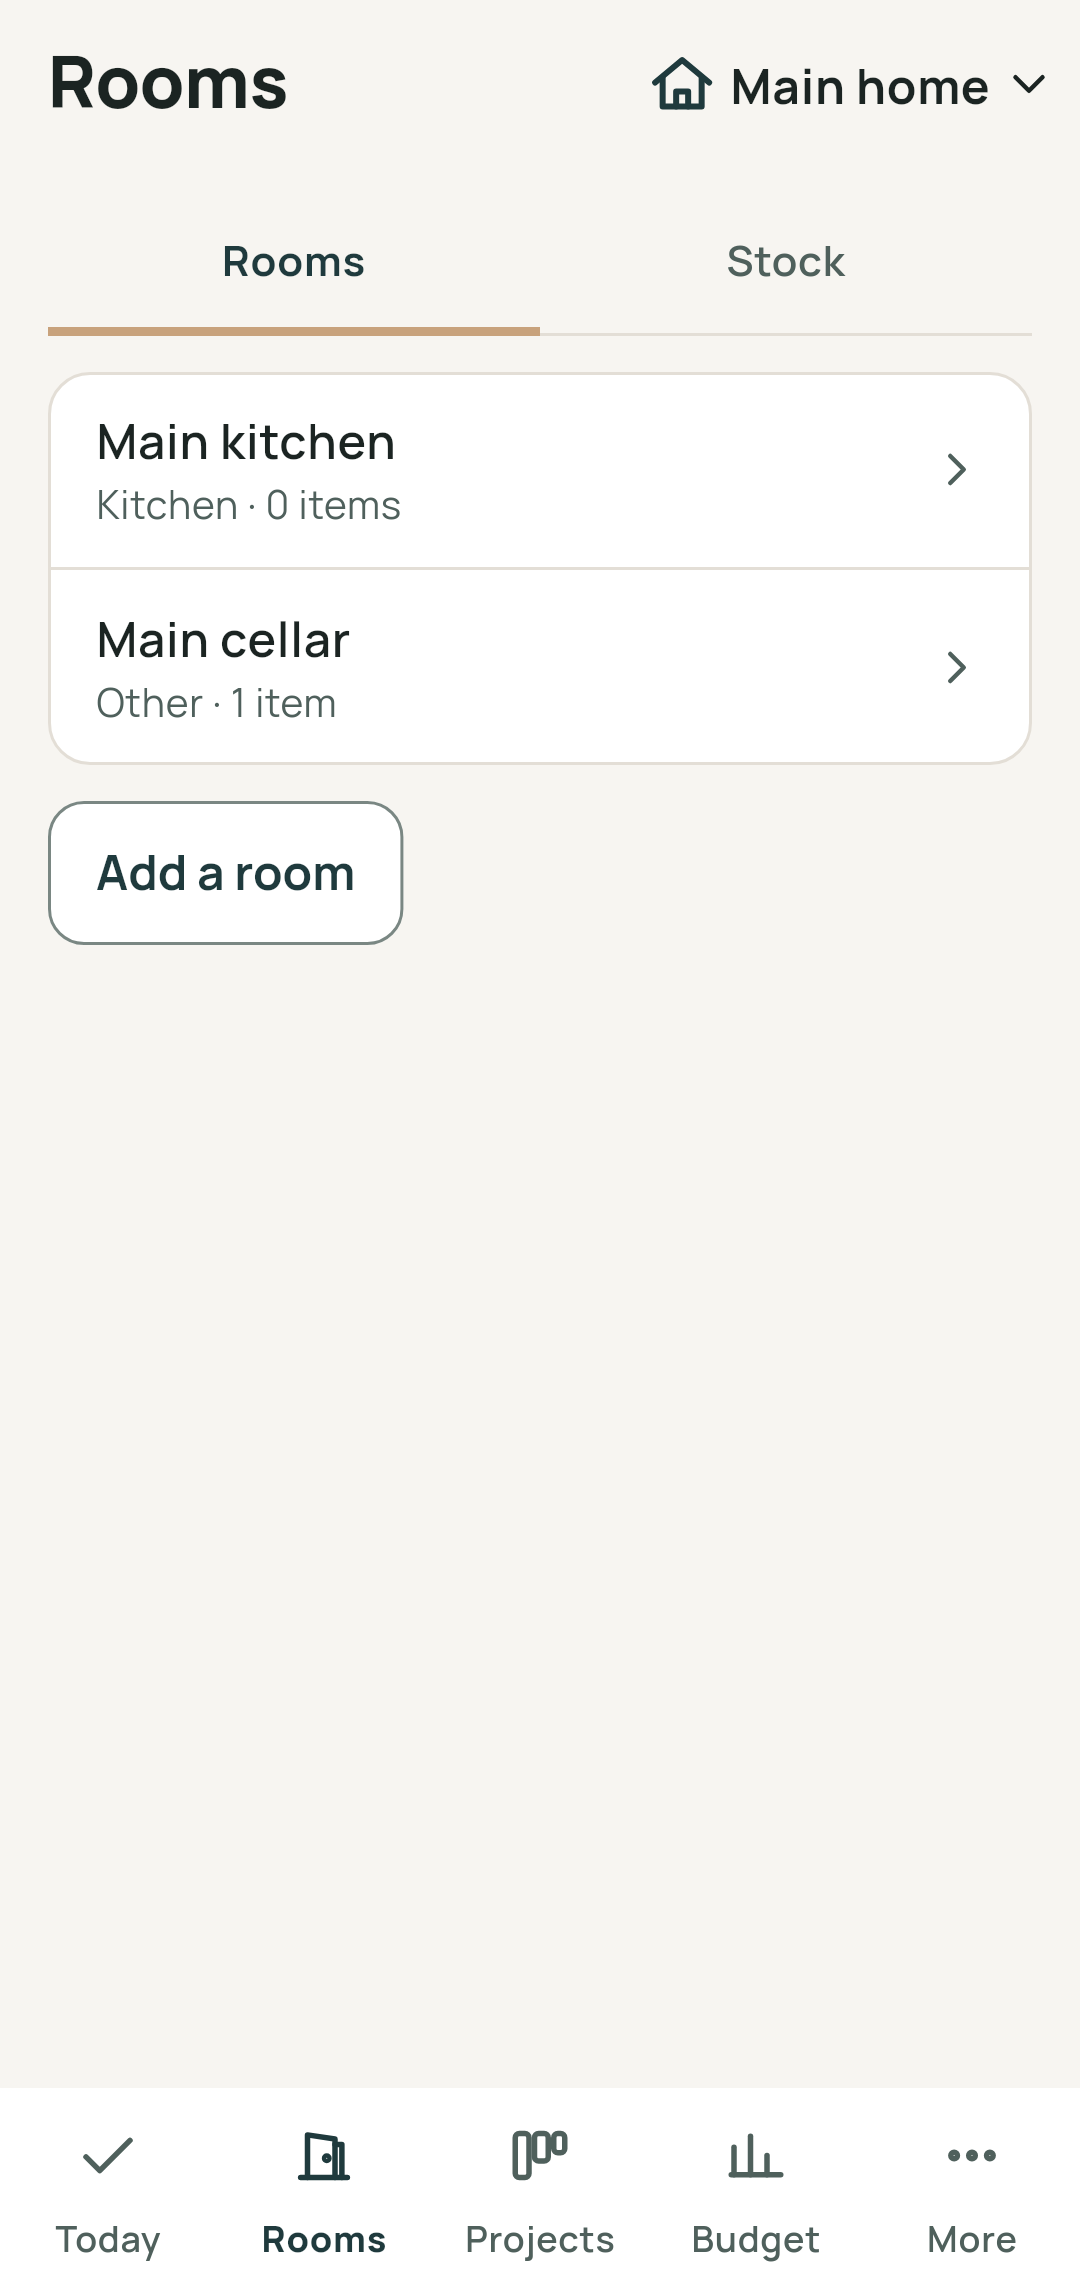 Rooms
Main home
Rooms
Stock
Main kitchen
Kitchen · 0 items
Main cellar
Other · 1 item
Add a room
Today
Rooms
Projects
Budget
More